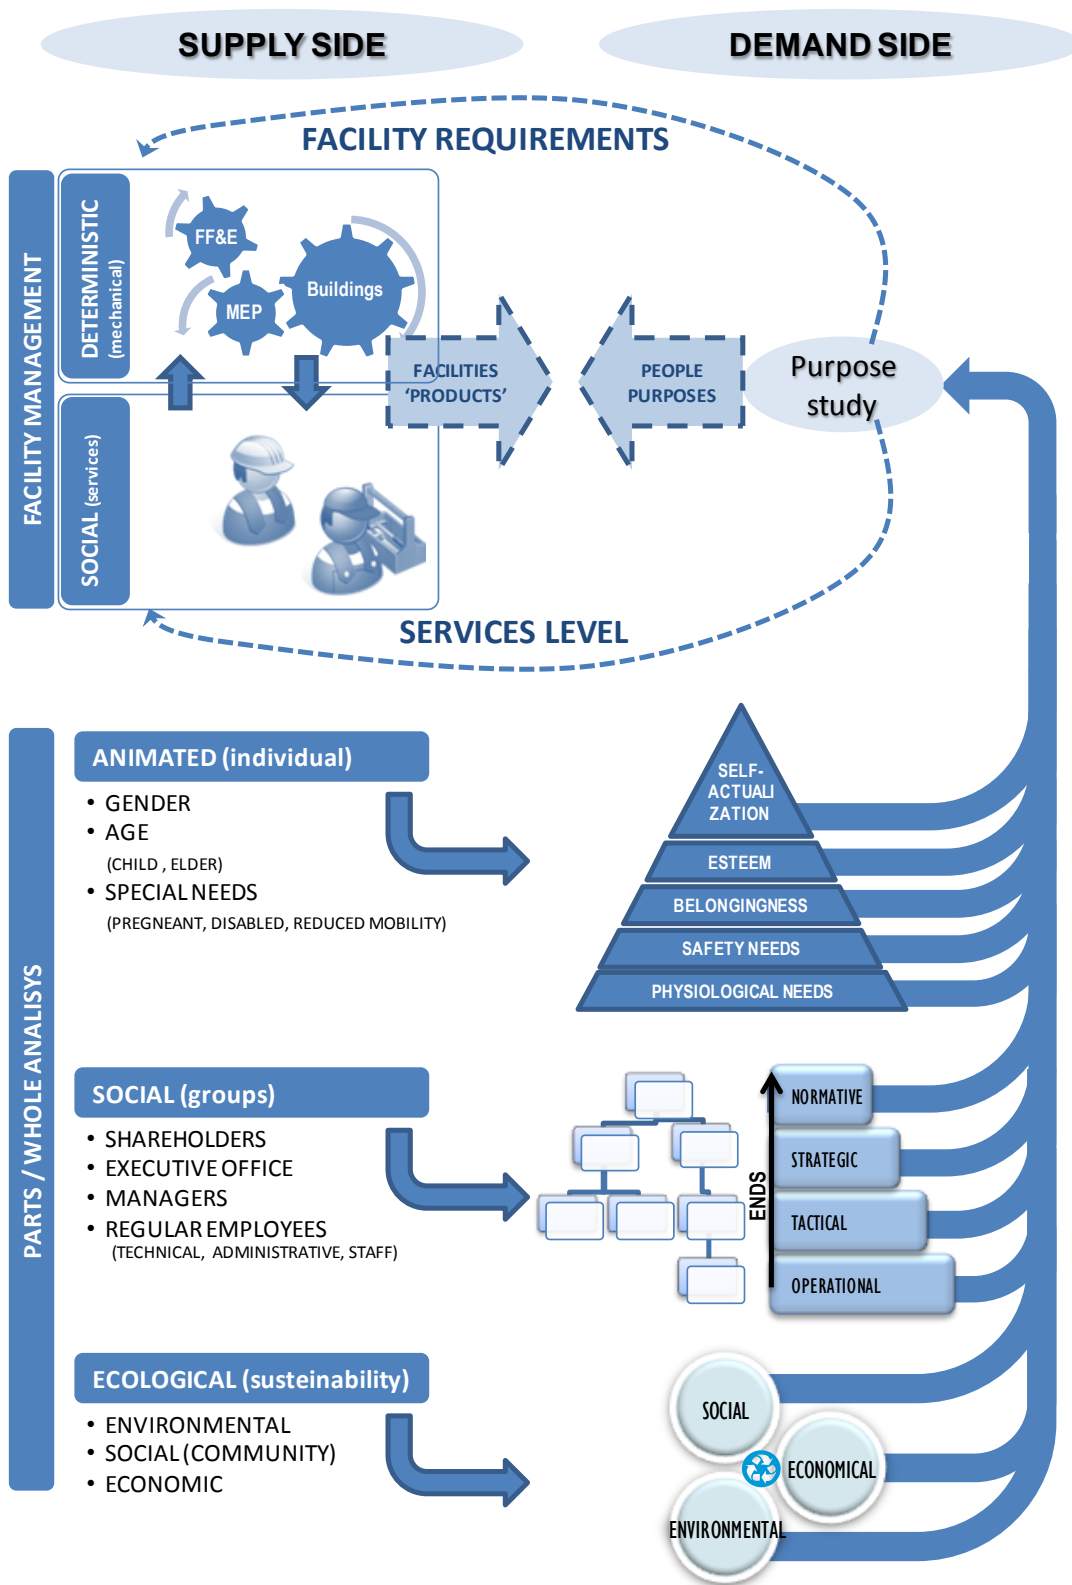 SUPPLY SIDE
DEMAND SIDE
FACILITY REQUIREMENTS
FACILITY MANAGEMENT
DETERMINISTIC
(mechanical)
FF&E
MEP
Buildings
FACILITIES
‘PRODUCTS’
PEOPLE
PURPOSES
Purpose
study
SOCIAL (services)
SERVICES LEVEL
PARTS / WHOLE ANALISYS
ANIMATED (individual)
• GENDER
• AGE
(CHILD , ELDER)
• SPECIAL NEEDS
(PREGNEANT, DISABLED, REDUCED MOBILITY)
SELF-
ACTUALI
ZATION
ESTEEM
BELONGINGNESS
SAFETY NEEDS
PHYSIOLOGICAL NEEDS
SOCIAL (groups)
• SHAREHOLDERS
• EXECUTIVE OFFICE
• MANAGERS
• REGULAR EMPLOYEES
(TECHNICAL, ADMINISTRATIVE, STAFF)
ENDS
NORMATIVE
STRATEGIC
TACTICAL
OPERATIONAL
ECOLOGICAL (susteinability)
• ENVIRONMENTAL
• SOCIAL (COMMUNITY)
• ECONOMIC
SOCIAL
ECONOMICAL
ENVIRONMENTAL